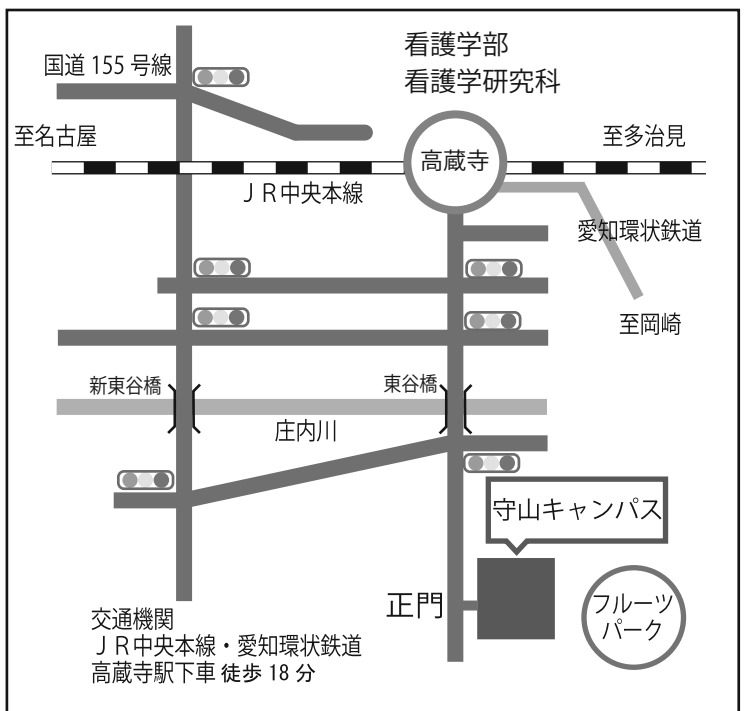 看護学部
看護学研究科
国道 155 号線
至名古屋
高蔵寺
至多治見
ＪＲ中央本線
愛知環状鉄道
至岡崎
新東谷橋
東谷橋
庄内川
守山キャンパス
正門
フルーツ
パーク
交通機関
ＪＲ中央本線・愛知環状鉄道
高蔵寺駅下車 徒歩 18 分